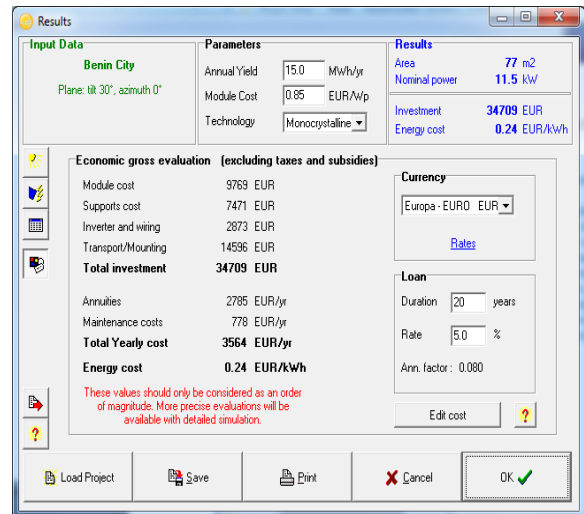 Results
Input Data
Benin City
Plane: tilt 30°, azimuth 0°
Parameters
Annual Yield 15.0 MWh/yr
Module Cost 0.85 EUR/Wp
Technology Monocrystalline
Results
Area 77 m2
Nominal power 11.5 kW
Investment 34709 EUR
Energy cost 0.24 EUR/kWh
Economic gross evaluation (excluding taxes and subsidies)
Module cost 9769 EUR
Supports cost 7471 EUR
Inverter and wiring 2873 EUR
Transport/Mounting 14596 EUR
Total investment 34709 EUR
Annuities 2785 EUR/yr
Maintenance costs 778 EUR/yr
Total Yearly cost 3564 EUR/yr
Energy cost 0.24 EUR/kWh
These values should only be considered as an order
of magnitude. More precise evaluations will be
available with detailed simulation.
Currency
Europa - EURO EUR
Rates
Loan
Duration 20 years
Rate 5.0 %
Ann. factor : 0.080
Edit cost ?
?
Load Project Save Print Cancel OK